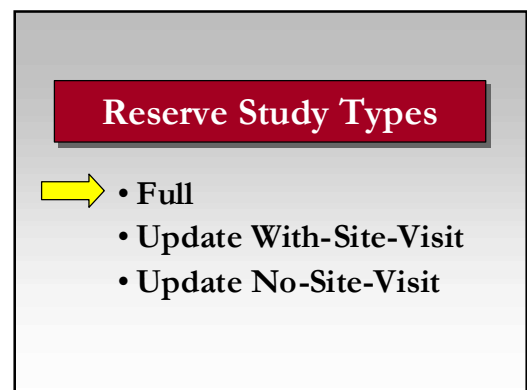 Reserve Study Types
• Full
• Update With-Site-Visit
• Update No-Site-Visit